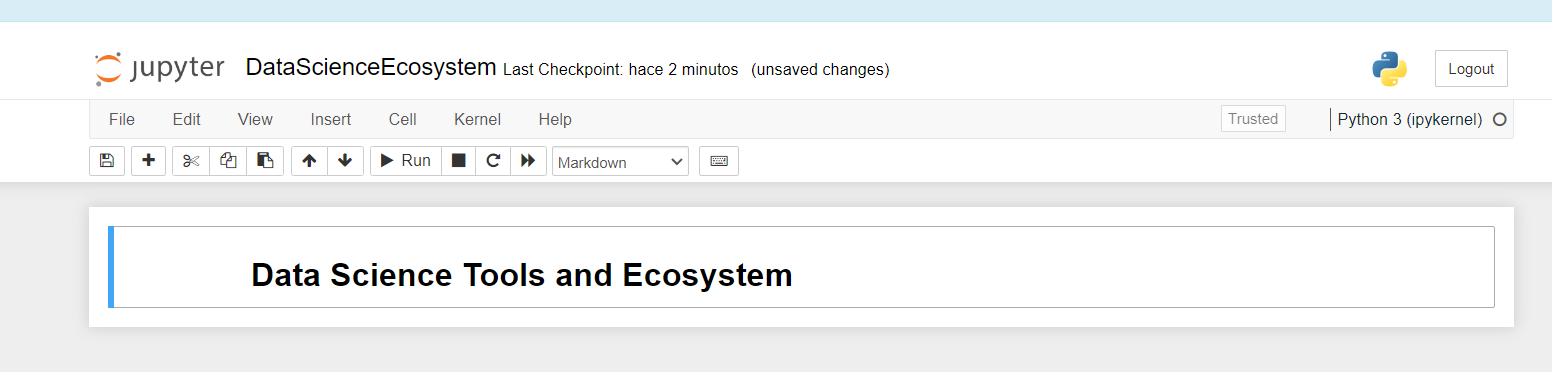 jupyter DataScienceEcosystem Last Checkpoint: hace 2 minutos (unsaved changes) Logout
File Edit View Insert Cell Kernel Help Trusted Python 3 (ipykernel)
Run Markdown
Data Science Tools and Ecosystem